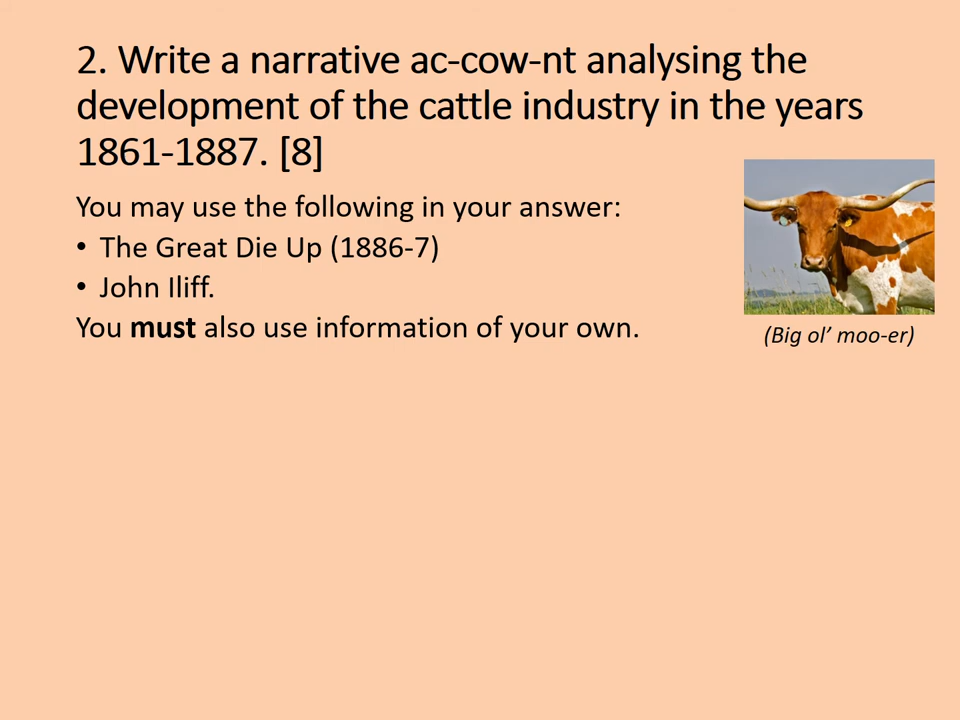 2. Write a narrative ac-cow-nt analysing the
development of the cattle industry in the years
1861-1887. [8]
You may use the following in your answer:
• The Great Die Up (1886-7)
• John Iliff.
You must also use information of your own.
(Big ol’ moo-er)